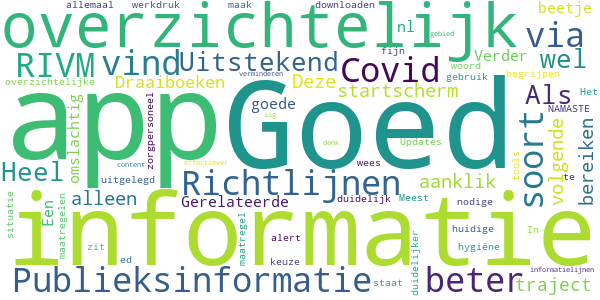 allemaal werkdruk maak downloaden beetje
overzichtelijk nl fijn gebied via
RIVM vind Uitstekend Covid woord Verder wel
overzichtelijke Draaiboeken verminderen Deze gebruik begrijpen
app Goed startscherm Als Het
omslachtig zorgpersoneel goede NAMASTE
Updates soort volgende bereiken
lig denk tools
Heel content effectiever wees te
uitgelegd Richtlijnen aanklik
alleen Gerelateerde duidelijk Meest nodige
situatie Een maatregelen informatie
maatregel alert huidige In
zit keuze hygiëne
ed staat duidelijker informatielijnen
Publieksinformatie beter traject